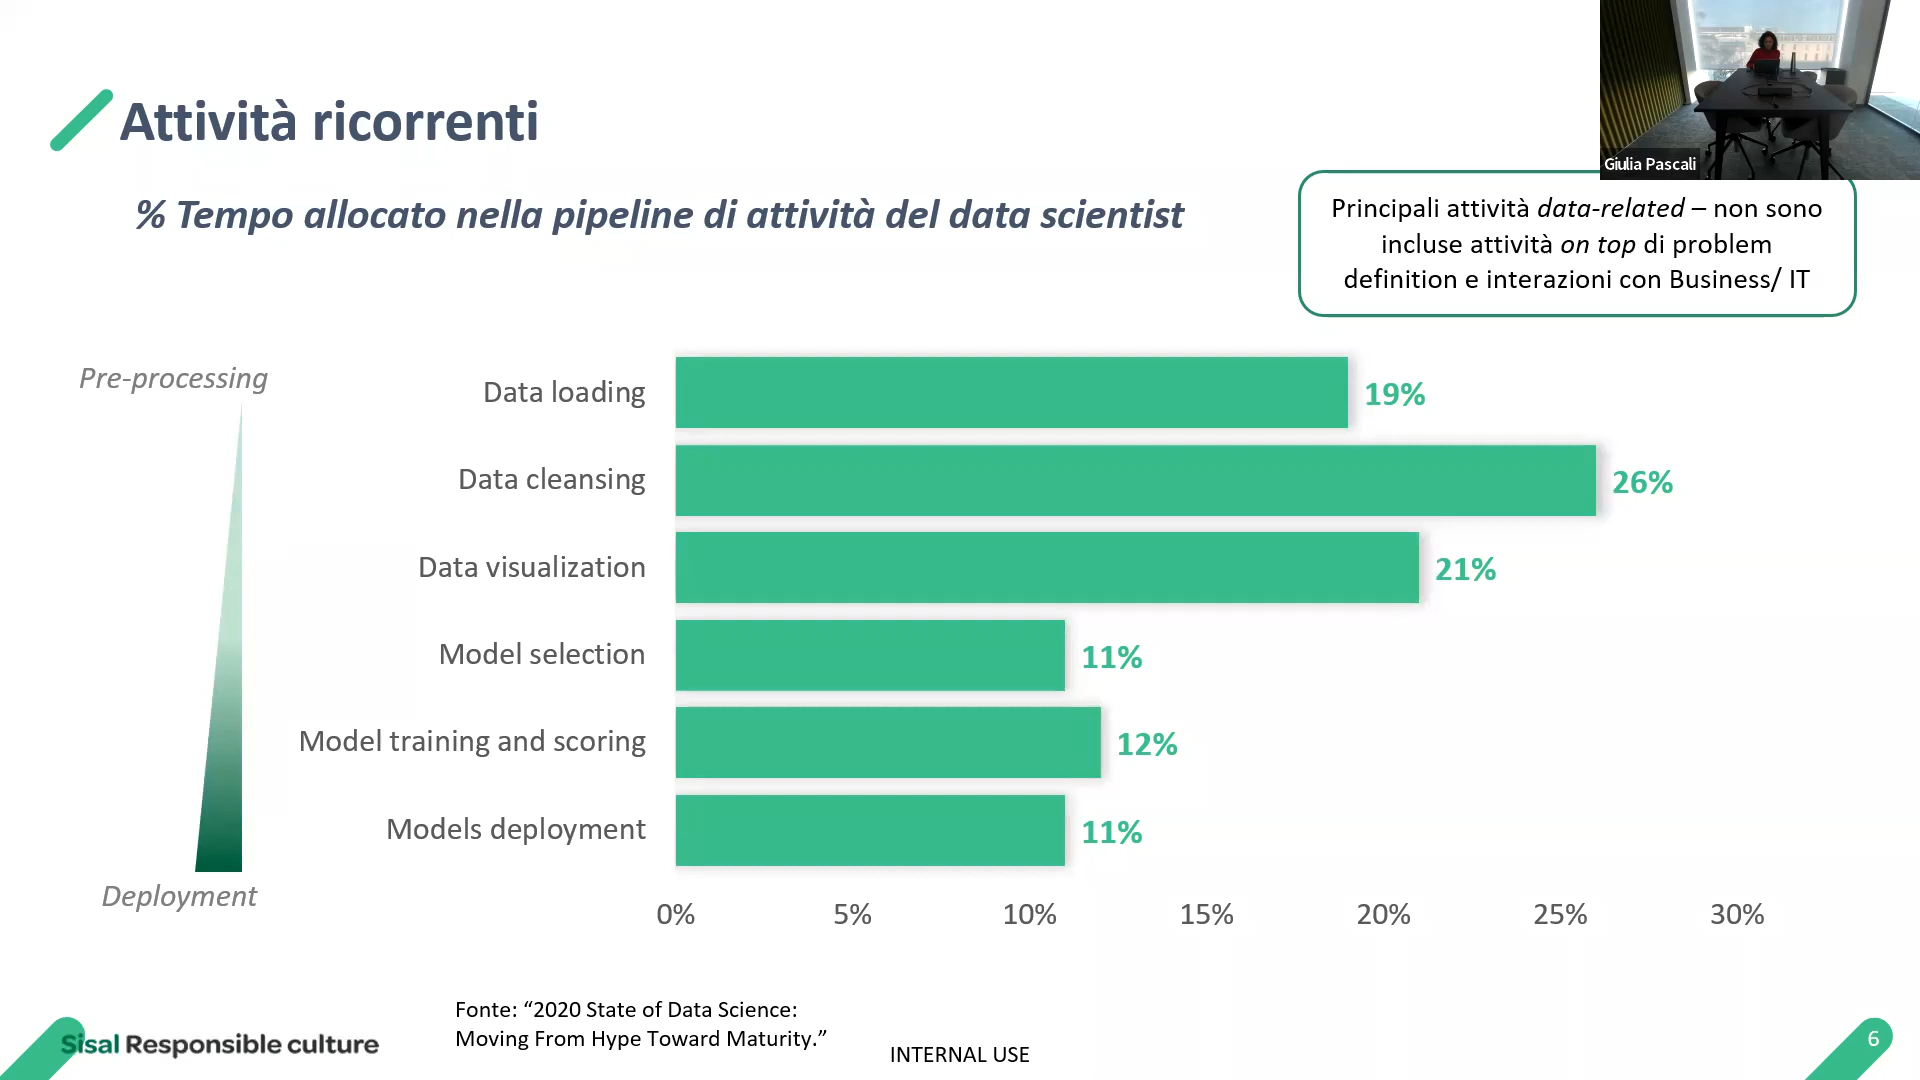 Attività ricorrenti
Giulia Pascali
% Tempo allocato nella pipeline di attività del data scientist
Principali attività data-related – non sono
incluse attività on top di problem
definition e interazioni con Business/ IT
Pre-processing
Data loading
19%
Data cleansing
26%
Data visualization
21%
Model selection
11%
Model training and scoring
12%
Models deployment
11%
Deployment
0% 5% 10% 15% 20% 25% 30%
Fonte: “2020 State of Data Science:
Moving From Hype Toward Maturity.”
Sisal Responsible culture
INTERNAL USE
6